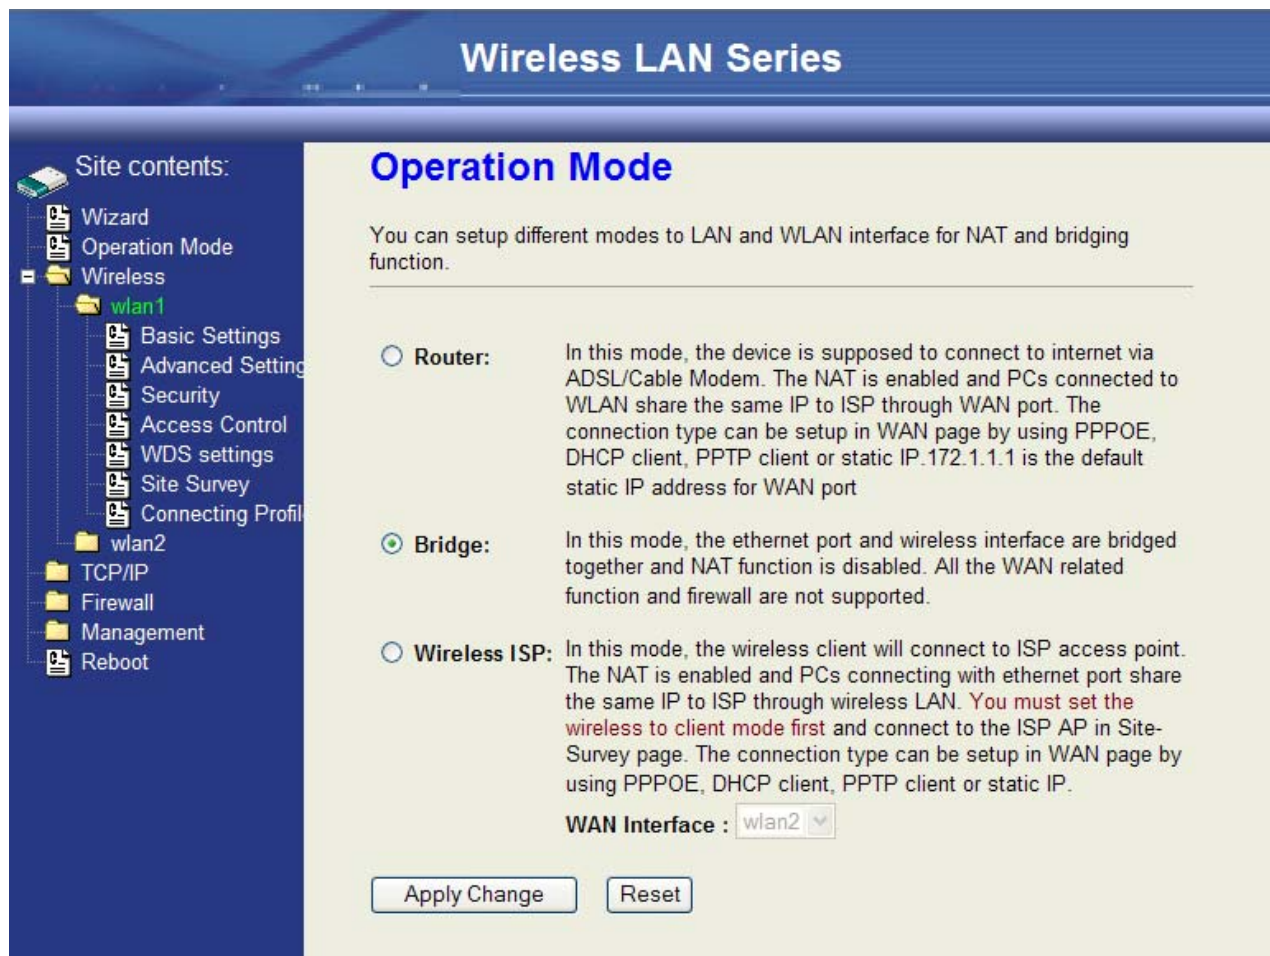 Wireless LAN Series
Site contents:
Wizard
Operation Mode
Wireless
wlan1
Basic Settings
Advanced Setting
Security
Access Control
WDS settings
Site Survey
Connecting Profil
wlan2
TCP/IP
Firewall
Management
Reboot
Operation Mode
You can setup different modes to LAN and WLAN interface for NAT and bridging
function.
Router:
In this mode, the device is supposed to connect to internet via
ADSL/Cable Modem. The NAT is enabled and PCs connected to
WLAN share the same IP to ISP through WAN port. The
connection type can be setup in WAN page by using PPPOE,
DHCP client, PPTP client or static IP.172.1.1.1 is the default
static IP address for WAN port
Bridge:
In this mode, the ethernet port and wireless interface are bridged
together and NAT function is disabled. All the WAN related
function and firewall are not supported.
Wireless ISP:
In this mode, the wireless client will connect to ISP access point.
The NAT is enabled and PCs connecting with ethernet port share
the same IP to ISP through wireless LAN. You must set the
wireless to client mode first and connect to the ISP AP in Site-
Survey page. The connection type can be setup in WAN page by
using PPPOE, DHCP client, PPTP client or static IP.
WAN Interface : wlan2
Apply Change
Reset